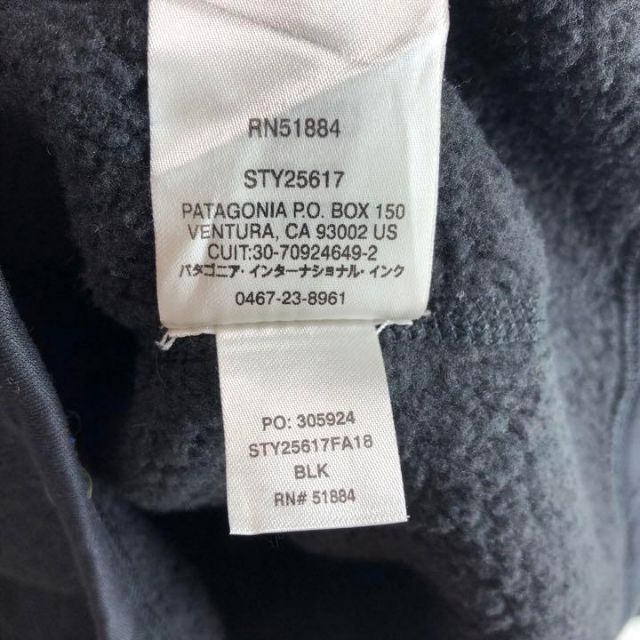 RN51884
STY25617
PATAGONIA P.O. BOX 150
VENTURA, CA 93002 US
CUIT:30-70924649-2
パタゴニア・インターナショナル・インク
0467-23-8961
PO: 305924
STY25617FA18
BLK
RN# 51884